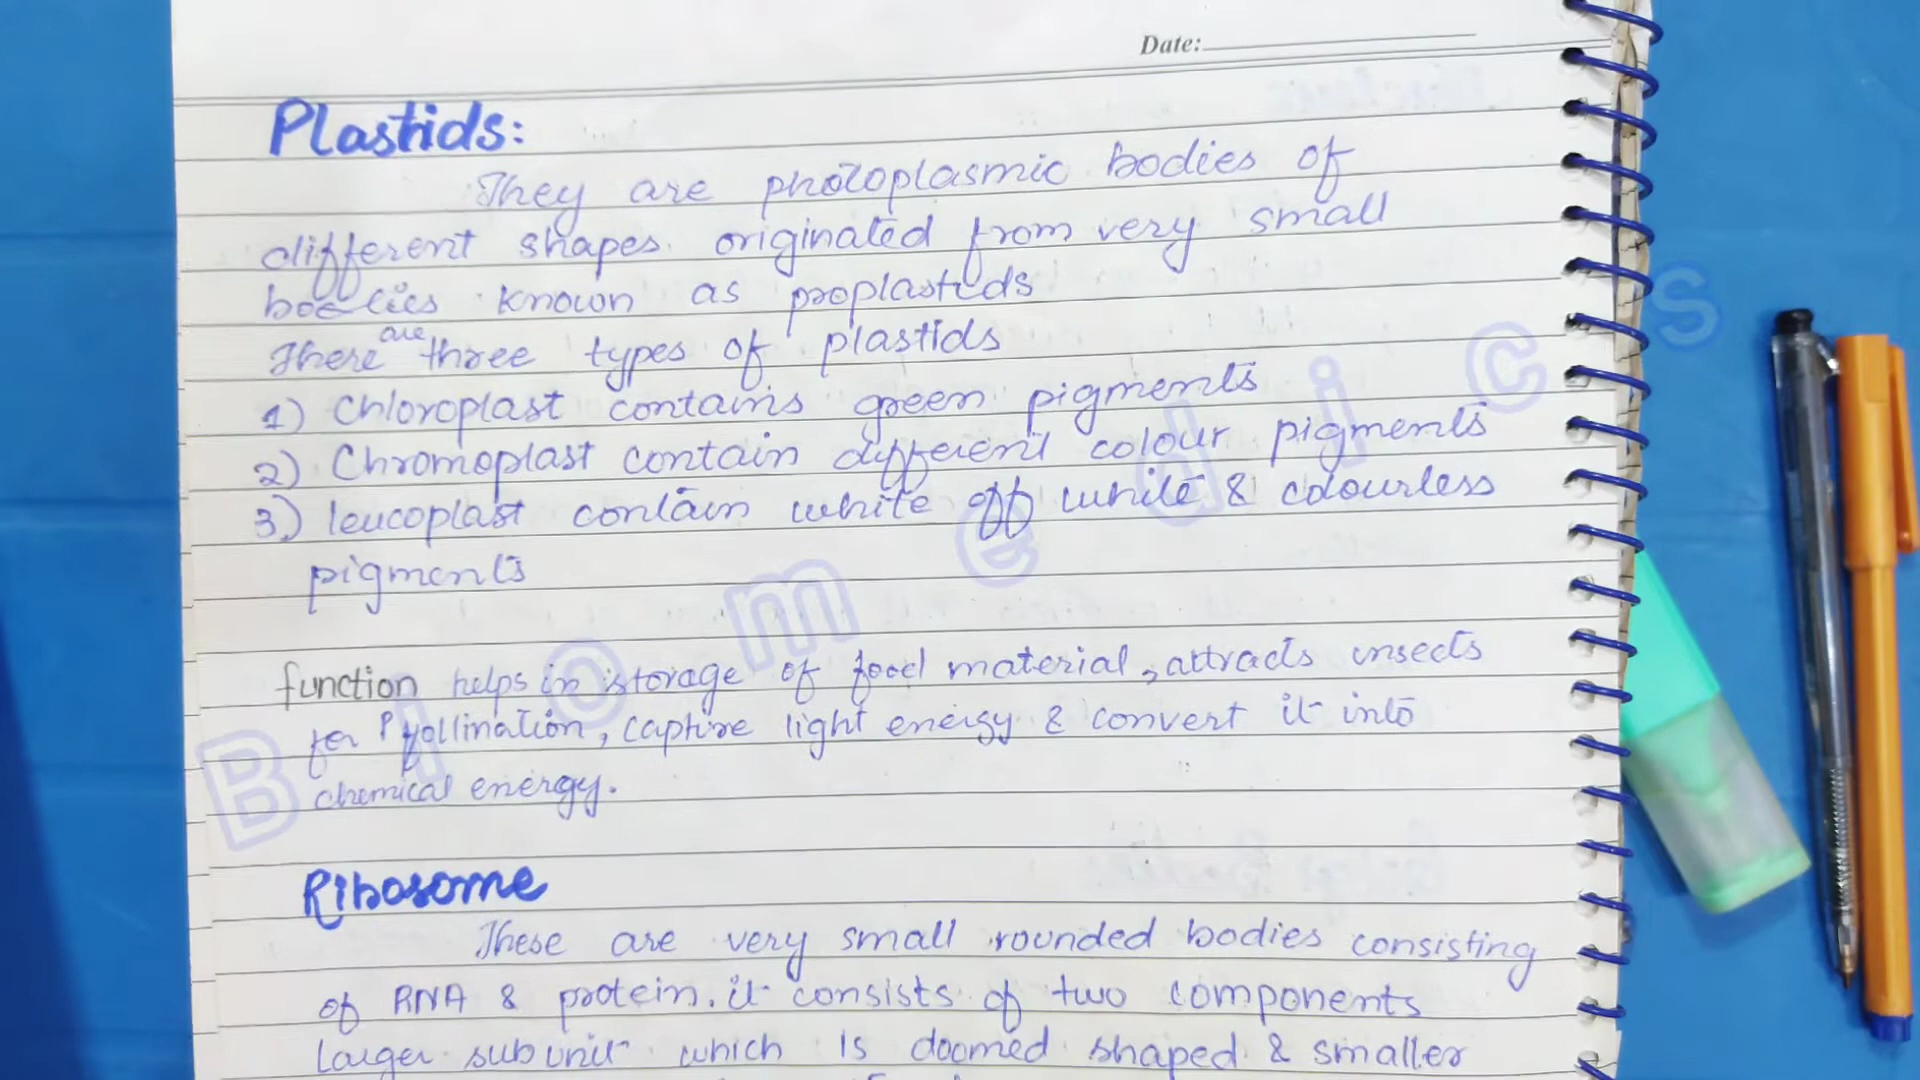 Date:
Plastids:
They are photoplasmic bodies of
different shapes originated from very small
bodies known as proplastids
There are three types of plastids
1) Chloroplast contains green pigments
2) Chromoplast contain different colour pigments
3) leucoplast contain white off white & colourless
pigments
function helps in storage of food material, attracts insects
for Pollination, capture light energy & convert it into
chemical energy.
Ribosome
These are very small rounded bodies consisting
of RNA & protein. it consists of two components
Larger subunit which is doomed shaped & smaller
Biomedics